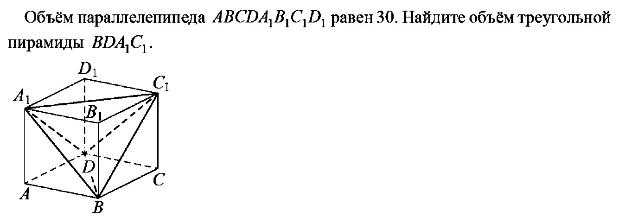 Объём параллелепипеда ABCDA₁B₁C₁D₁ равен 30. Найдите объём треугольной
пирамиды BDA₁C₁.
D₁
C₁
A₁
B₁
D
C
A
B